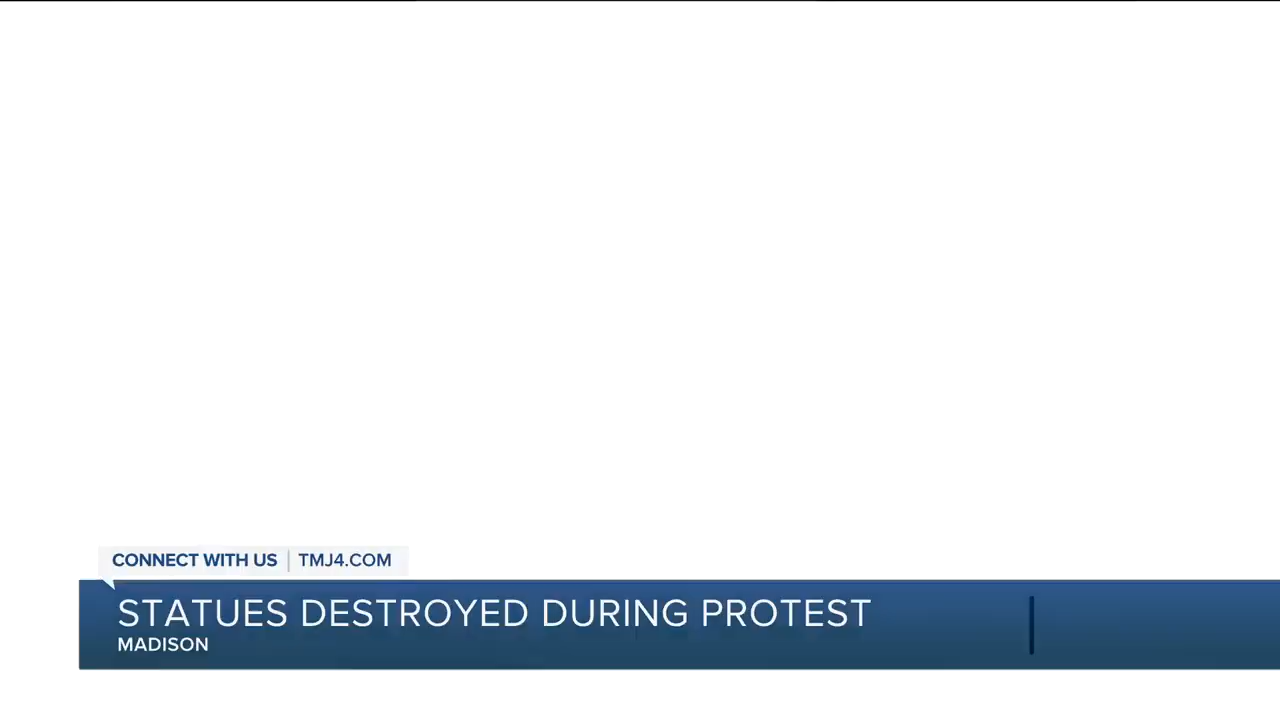 CONNECT WITH US | TMJ4.COM
STATUES DESTROYED DURING PROTEST
MADISON